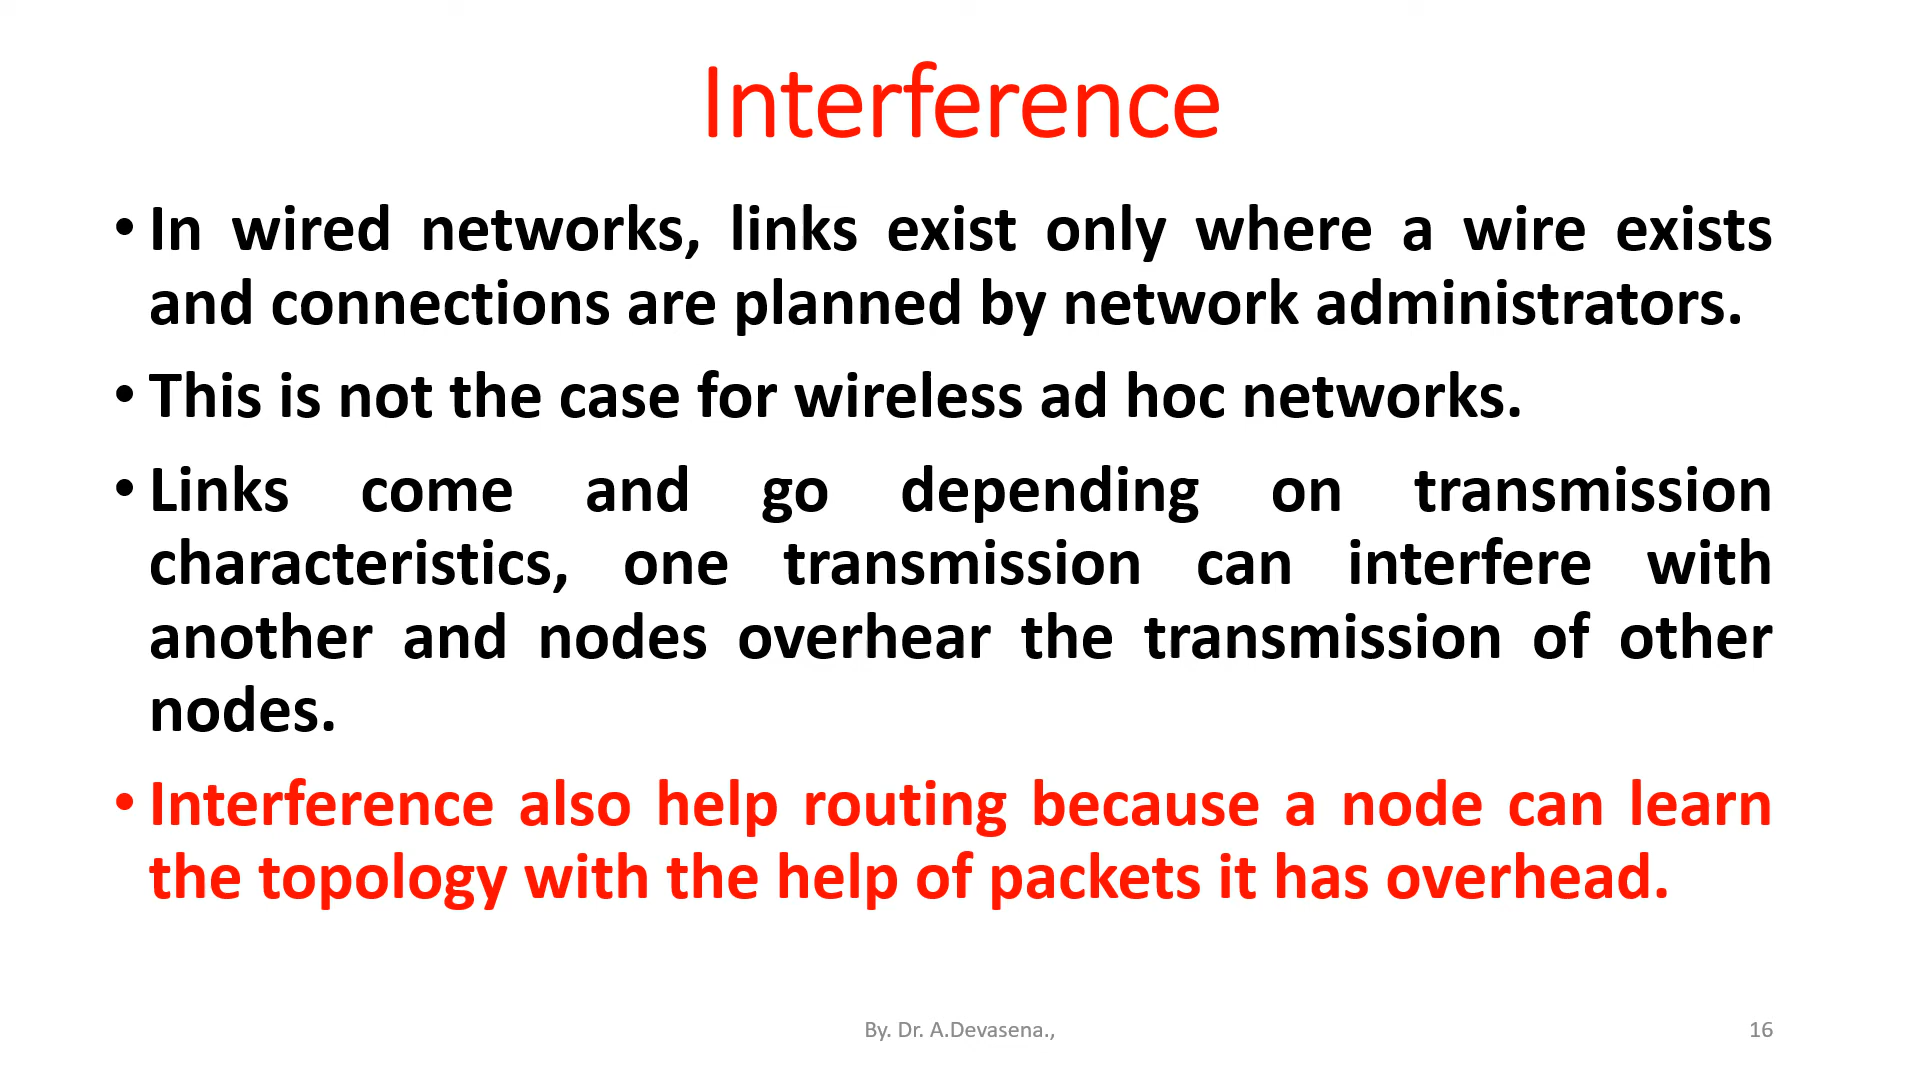 Interference
• In wired networks, links exist only where a wire exists
and connections are planned by network administrators.
• This is not the case for wireless ad hoc networks.
• Links come and go depending on transmission
characteristics, one transmission can interfere with
another and nodes overhear the transmission of other
nodes.
• Interference also help routing because a node can learn
the topology with the help of packets it has overhead.
By. Dr. A.Devasena.,
16